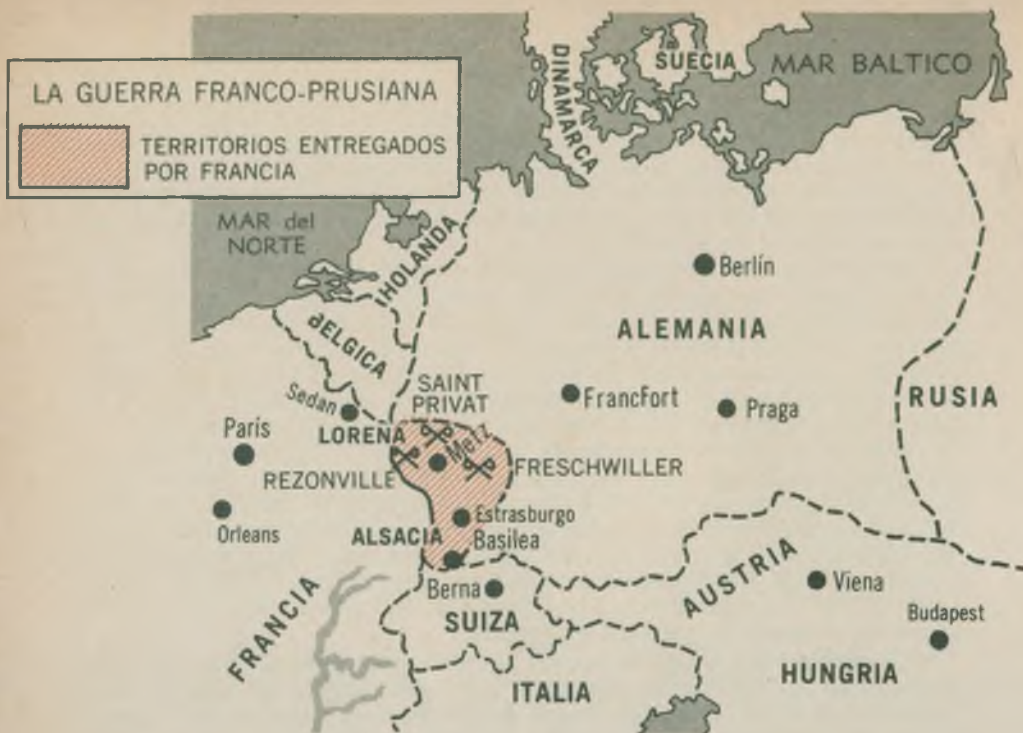 LA GUERRA FRANCO-PRUSIANA
TERRITORIOS ENTREGADOS
POR FRANCIA
DINAMARCA
SUECIA
MAR BALTICO
MAR del
NORTE
HOLANDA
BELGICA
Berlín
ALEMANIA
RUSIA
Sedan
SAINT
PRIVAT
Francfort
Praga
París
LORENA
Metz
REZONVILLE
FRESCHWILLER
Orleans
Estrasburgo
ALSACIA
Basilea
Berna
SUIZA
AUSTRIA
Viena
Budapest
FRANCIA
ITALIA
HUNGRIA